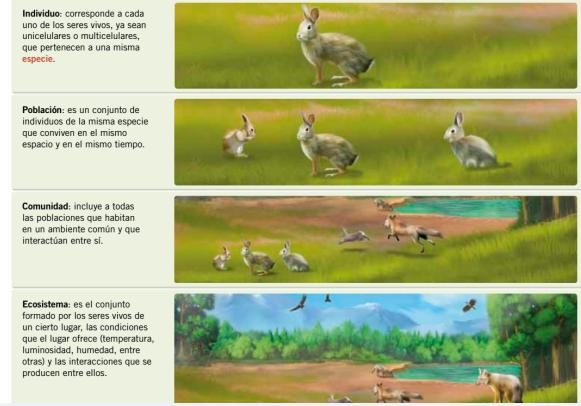 Individuo: corresponde a cada
uno de los seres vivos, ya sean
unicelulares o multicelulares,
que pertenecen a una misma
especie.
Población: es un conjunto de
individuos de la misma especie
que conviven en el mismo
espacio y en el mismo tiempo.
Comunidad: incluye a todas
las poblaciones que habitan
en un ambiente común y que
interactúan entre sí.
Ecosistema: es el conjunto
formado por los seres vivos de
un cierto lugar, las condiciones
que el lugar ofrece (temperatura,
luminosidad, humedad, entre
otras) y las interacciones que se
producen entre ellos.